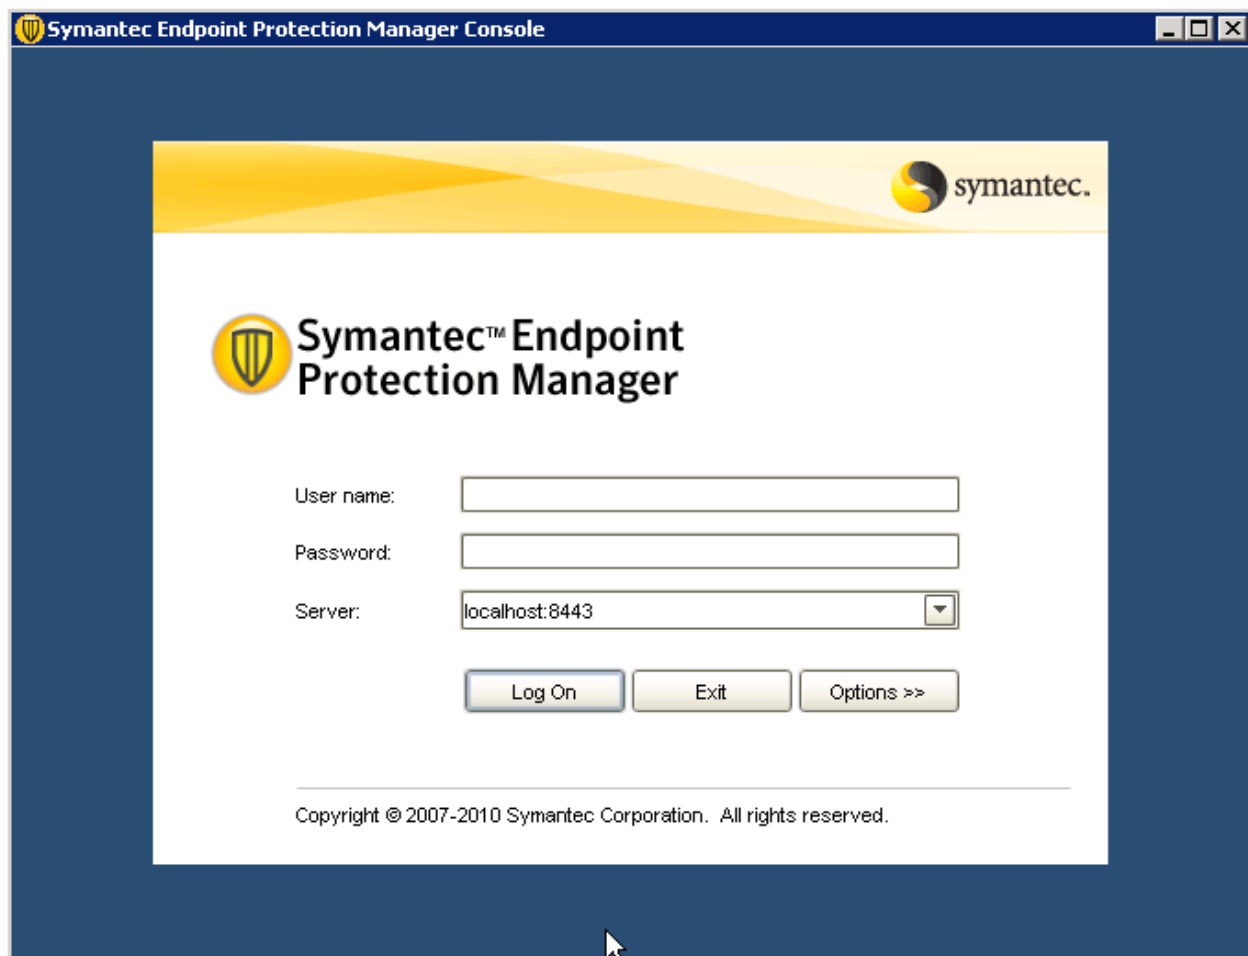 Symantec Endpoint Protection Manager Console
symantec.
Symantec™ Endpoint
Protection Manager
User name:
Password:
Server:
localhost:8443
Log On
Exit
Options >>
Copyright © 2007-2010 Symantec Corporation. All rights reserved.